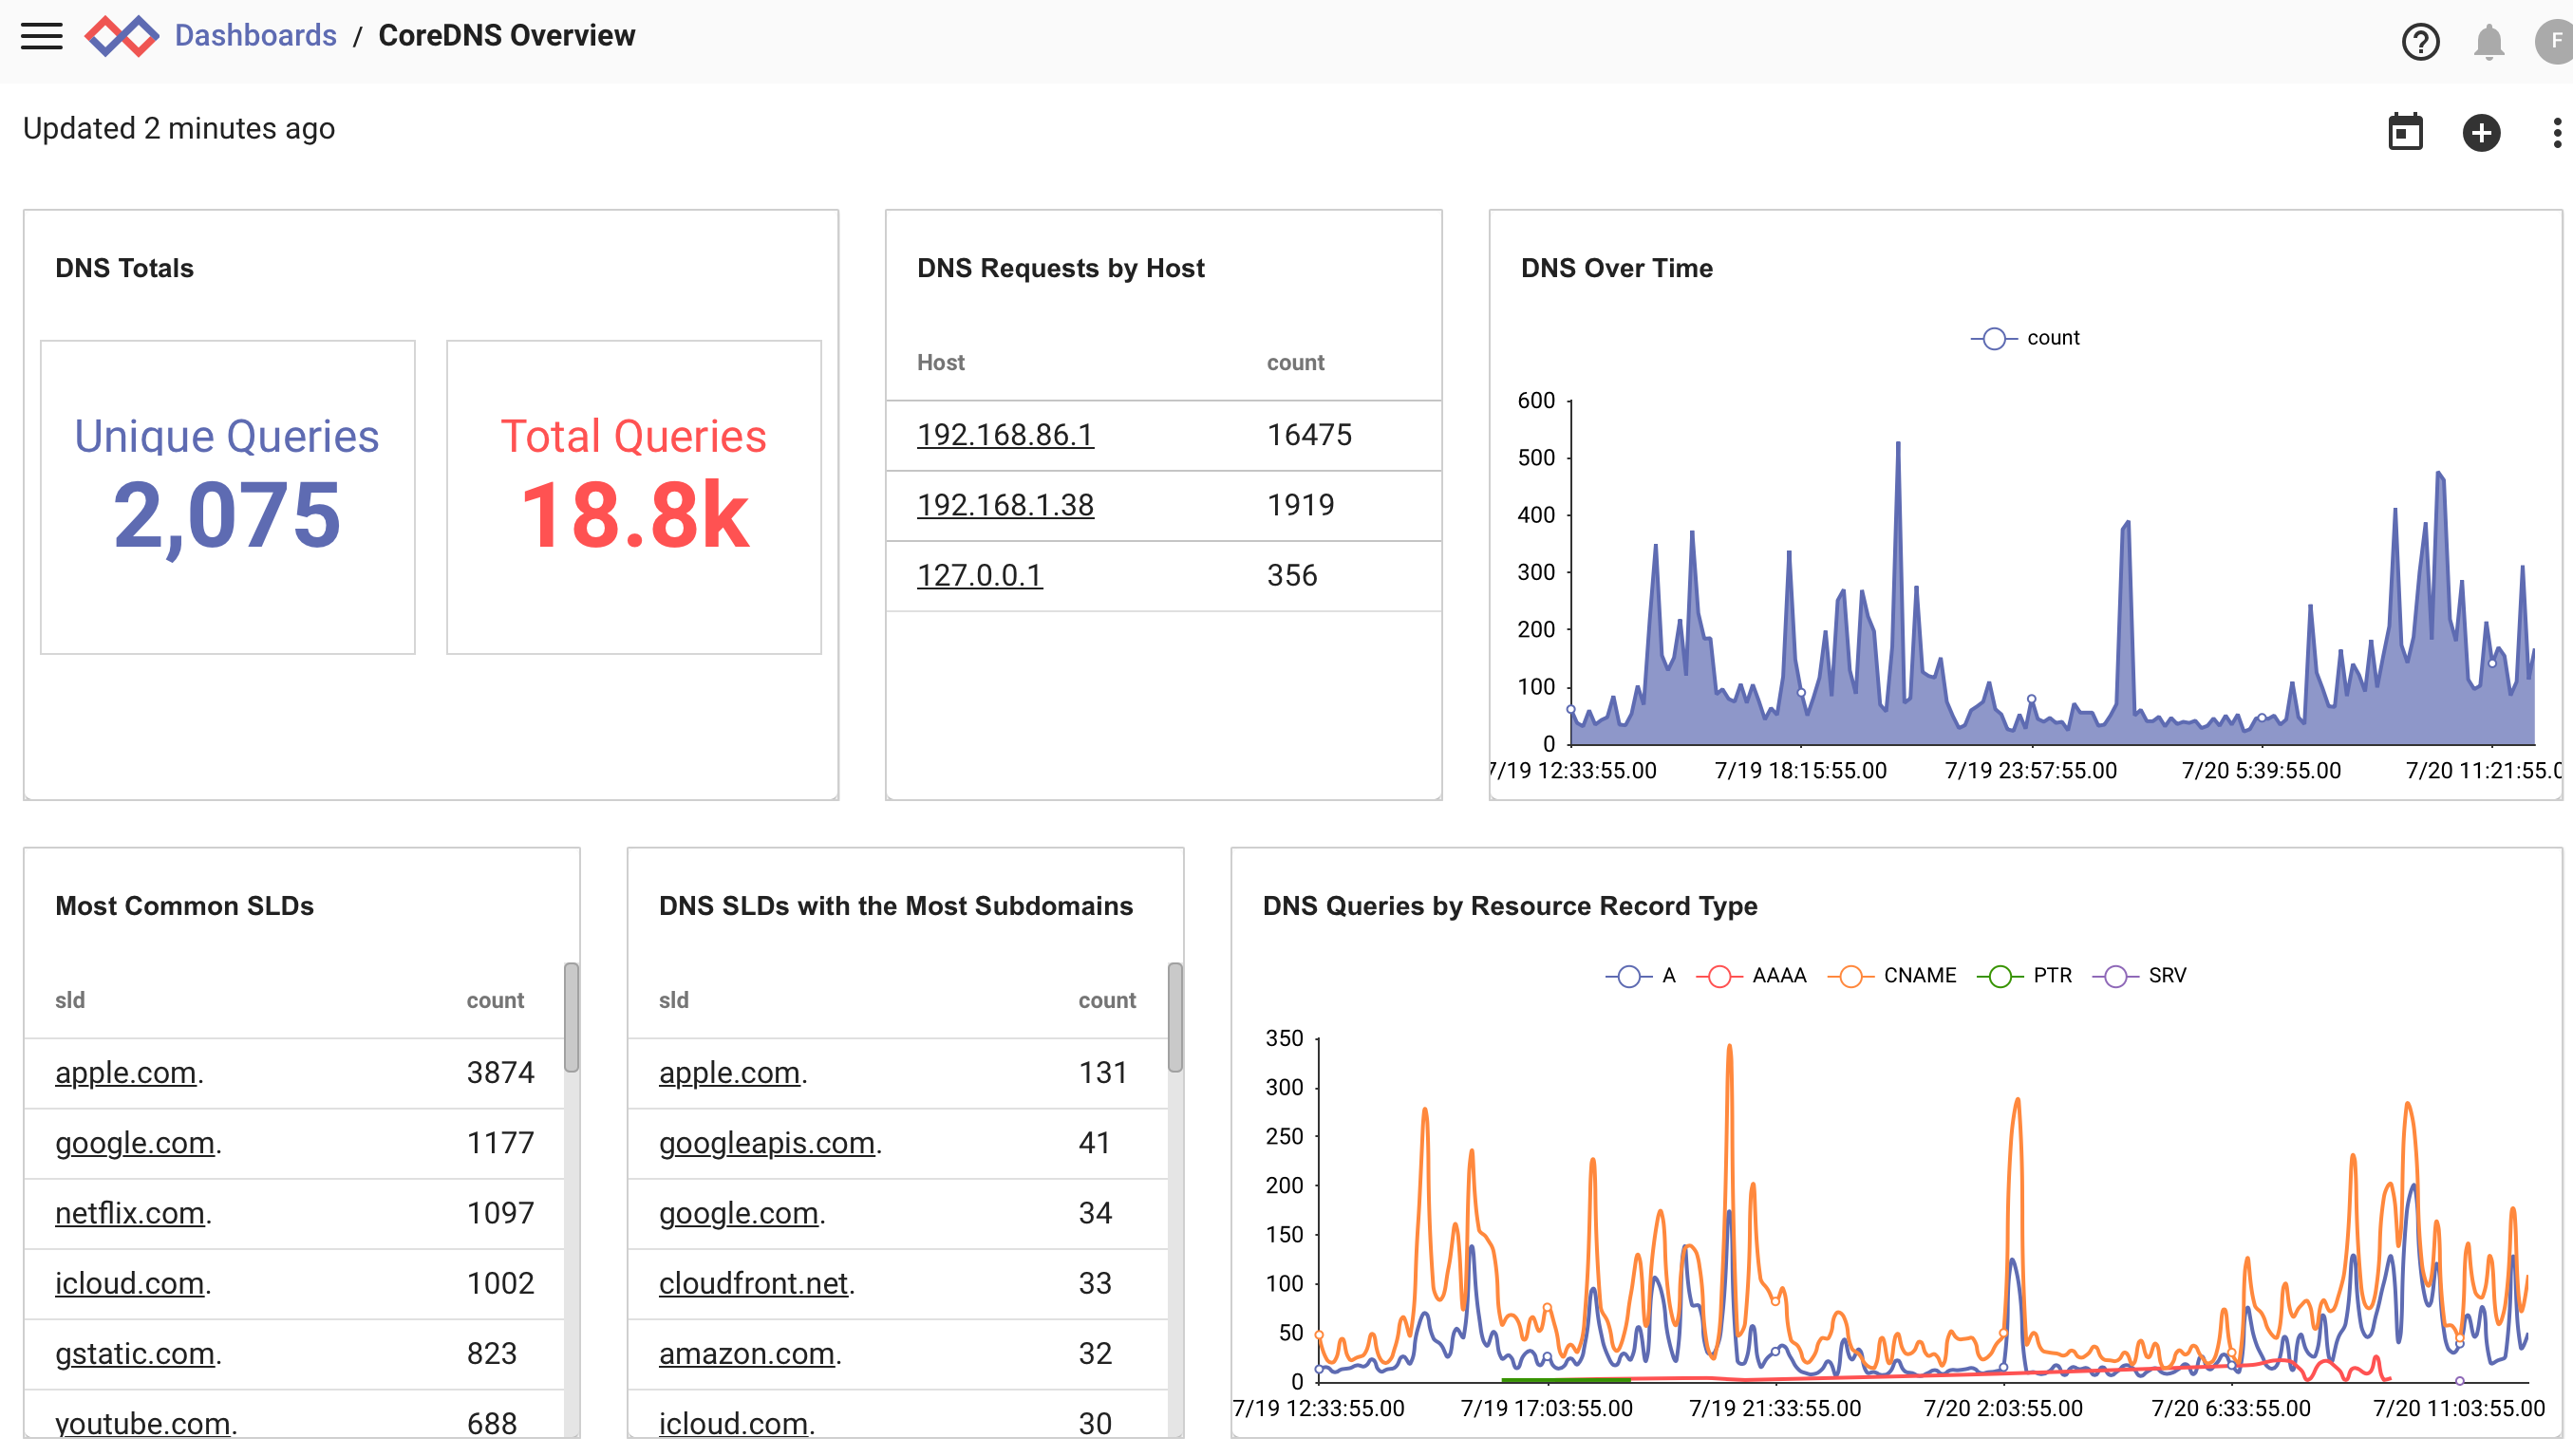 Dashboards / CoreDNS Overview
F
Updated 2 minutes ago
DNS Totals
Unique Queries
2,075
Total Queries
18.8k
DNS Requests by Host
Host count
192.168.86.1 16475
192.168.1.38 1919
127.0.0.1 356
DNS Over Time
count
600
500
400
300
200
100
0
7/19 12:33:55.00 7/19 18:15:55.00 7/19 23:57:55.00 7/20 5:39:55.00 7/20 11:21:55.0
Most Common SLDs
sld count
apple.com. 3874
google.com. 1177
netflix.com. 1097
icloud.com. 1002
gstatic.com. 823
youtube.com. 688
DNS SLDs with the Most Subdomains
sld count
apple.com. 131
googleapis.com. 41
google.com. 34
cloudfront.net. 33
amazon.com. 32
icloud.com. 30
DNS Queries by Resource Record Type
A AAAA CNAME PTR SRV
350
300
250
200
150
100
50
0
7/19 12:33:55.00 7/19 17:03:55.00 7/19 21:33:55.00 7/20 2:03:55.00 7/20 6:33:55.00 7/20 11:03:55.00